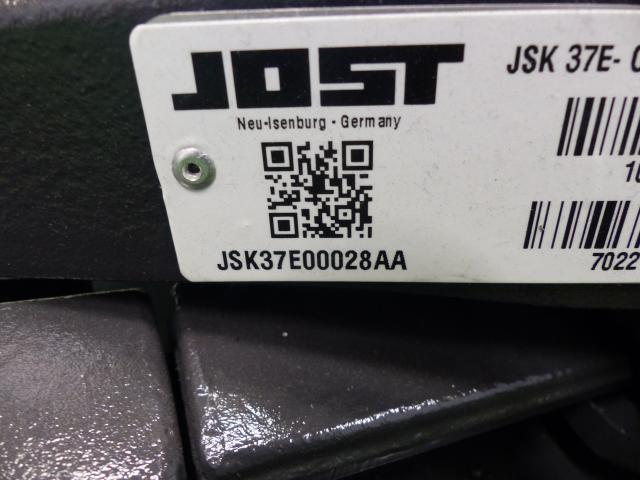 JOST
Neu-Isenburg - Germany
JSK37E00028AA
JSK 37E-
7022